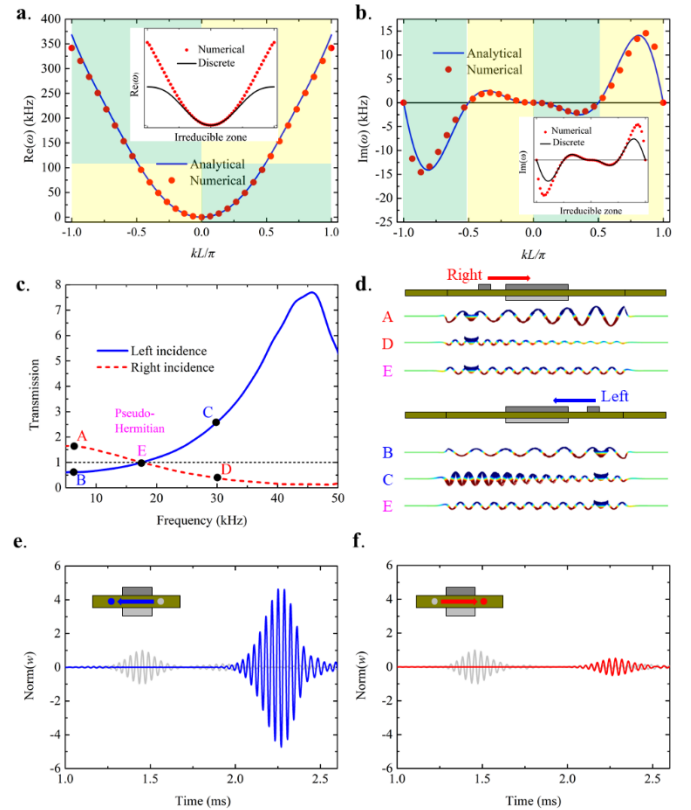 a.
400
350
300
250
200
150
100
50
0
Re(ω) (kHz)
Numerical
Discrete
Re(ω)
Irreducible zone
Analytical
Numerical
-1.0
-0.5
0.0
0.5
1.0
kL/π
b.
20
15
10
5
0
-5
-10
-15
-20
-25
Im(ω) (kHz)
Analytical
Numerical
Numerical
Discrete
Im(ω)
Irreducible zone
-1.0
-0.5
0.0
0.5
1.0
kL/π
c.
8
7
6
5
4
3
2
1
0
Transmission
Left incidence
Right incidence
Pseudo-
Hermitian
A
B
C
D
E
10
20
30
40
50
Frequency (kHz)
d.
Right
A
D
E
Left
B
C
E
e.
6
4
2
0
-2
-4
-6
Norm(w)
1.0
1.5
2.0
2.5
Time (ms)
f.
6
4
2
0
-2
-4
-6
Norm(w)
1.0
1.5
2.0
2.5
Time (ms)